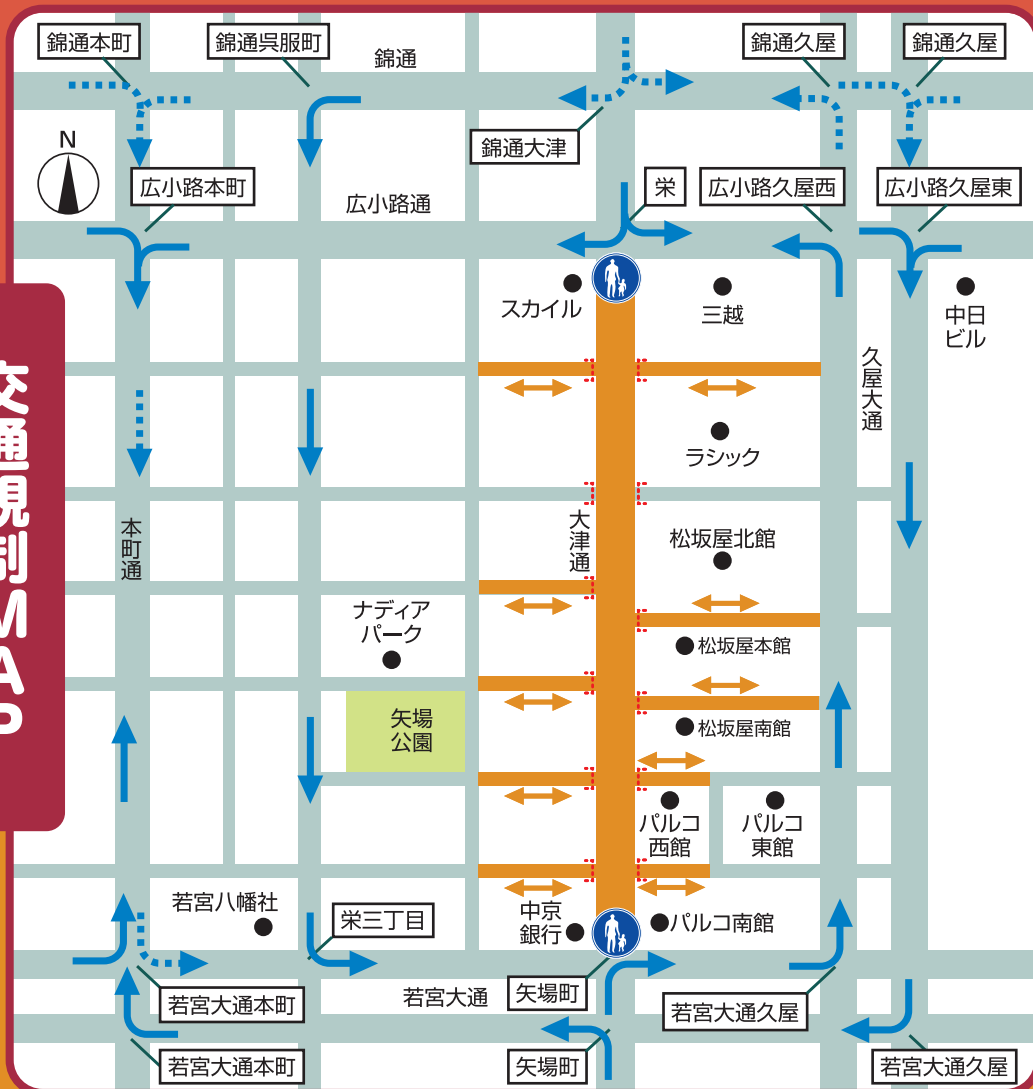 錦通本町
錦通呉服町
錦通
錦通久屋
錦通久屋
錦通大津
N
広小路本町
広小路通
栄
広小路久屋西
広小路久屋東
スカイル
三越
中日
ビル
久屋大通
交通規制MAP
ラシック
本町通
大津通
松坂屋北館
ナディア
パーク
松坂屋本館
矢場
公園
松坂屋南館
パルコ
西館
パルコ
東館
若宮八幡社
栄三丁目
中京
銀行
パルコ南館
若宮大通本町
若宮大通
矢場町
若宮大通久屋
若宮大通本町
矢場町
若宮大通久屋